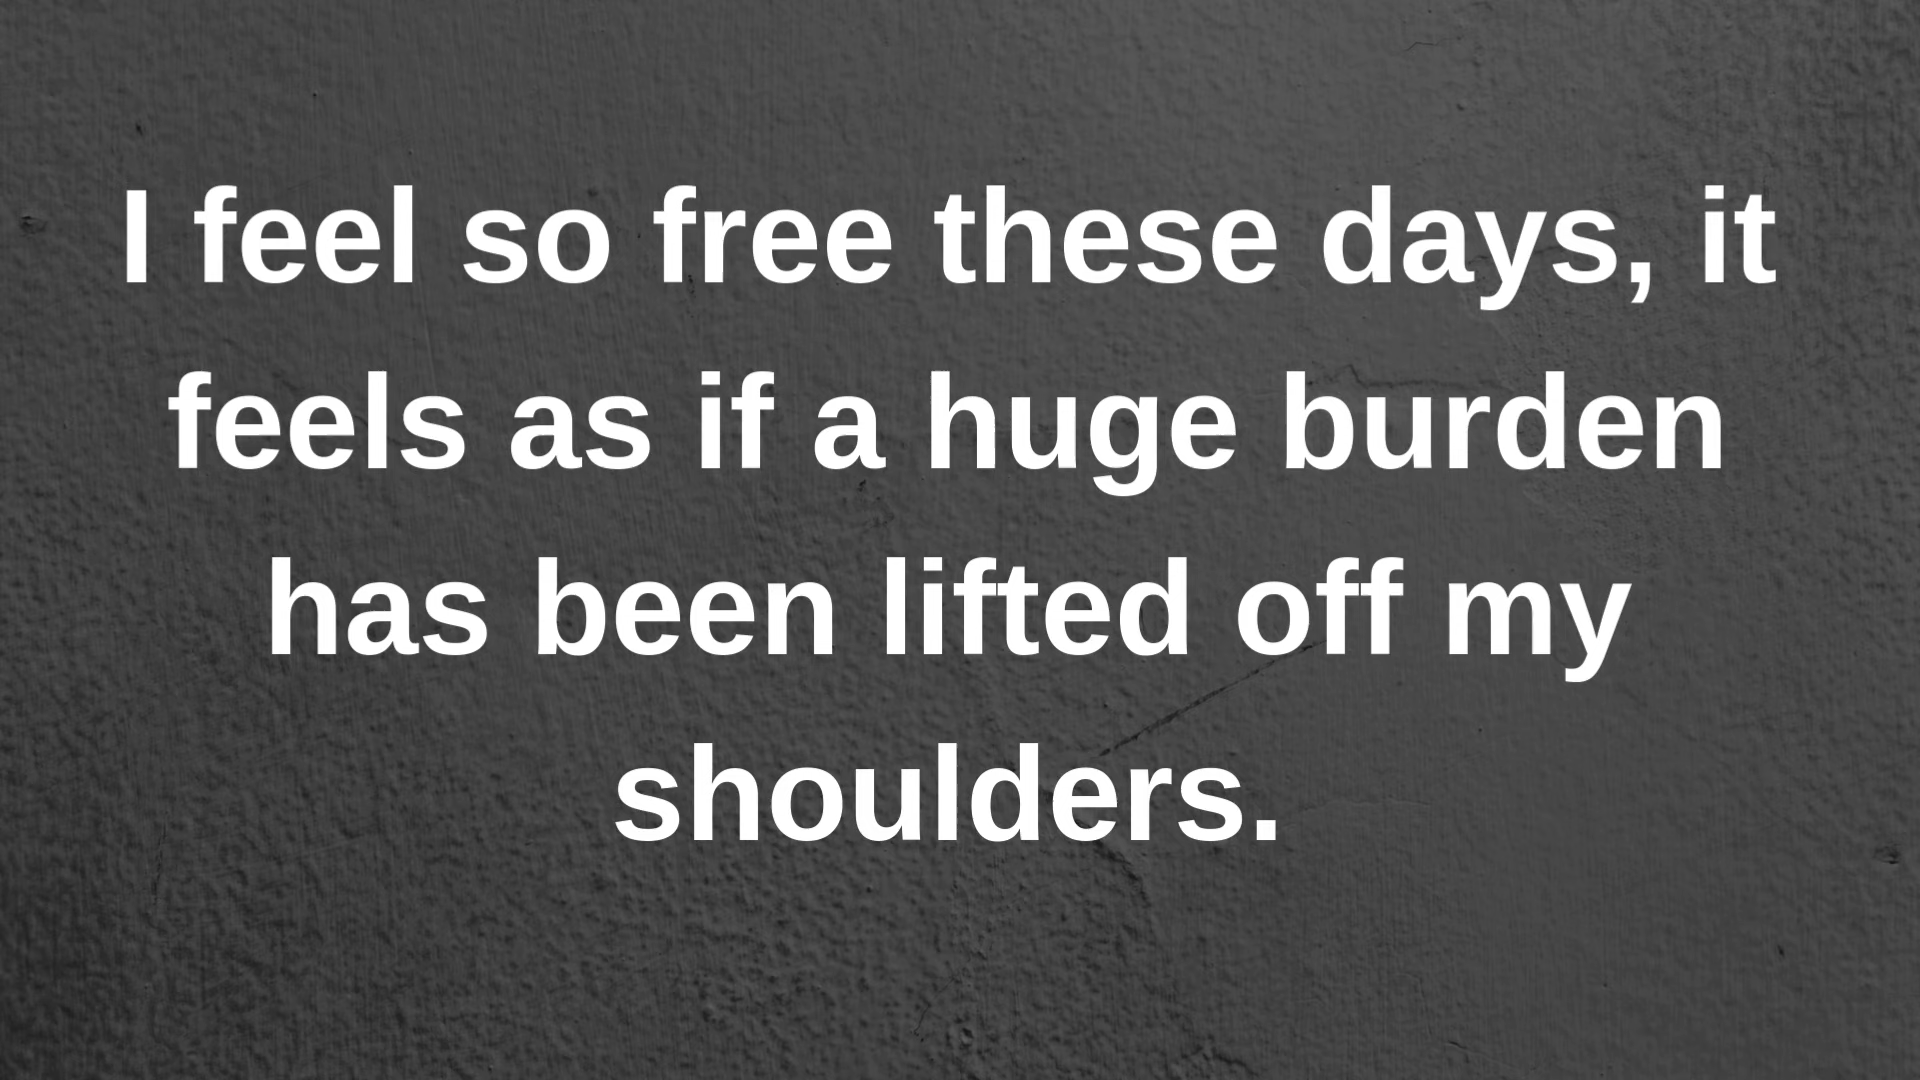 I feel so free these days, it
feels as if a huge burden
has been lifted off my
shoulders.